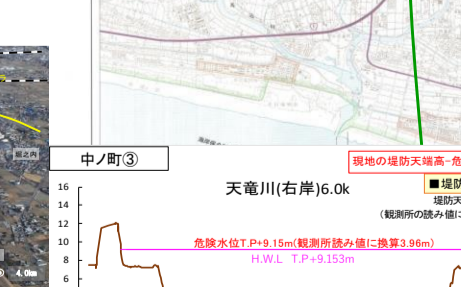 堀之内
4.0km
中ノ町③
現地の堤防天端高-危
■堤防
堤防天
(観測所の読み値に
天竜川(右岸)6.0k
危険水位T.P+9.15m(観測所読み値に換算3.96m)
H.W.L T.P+9.153m
16
14
12
10
8
6